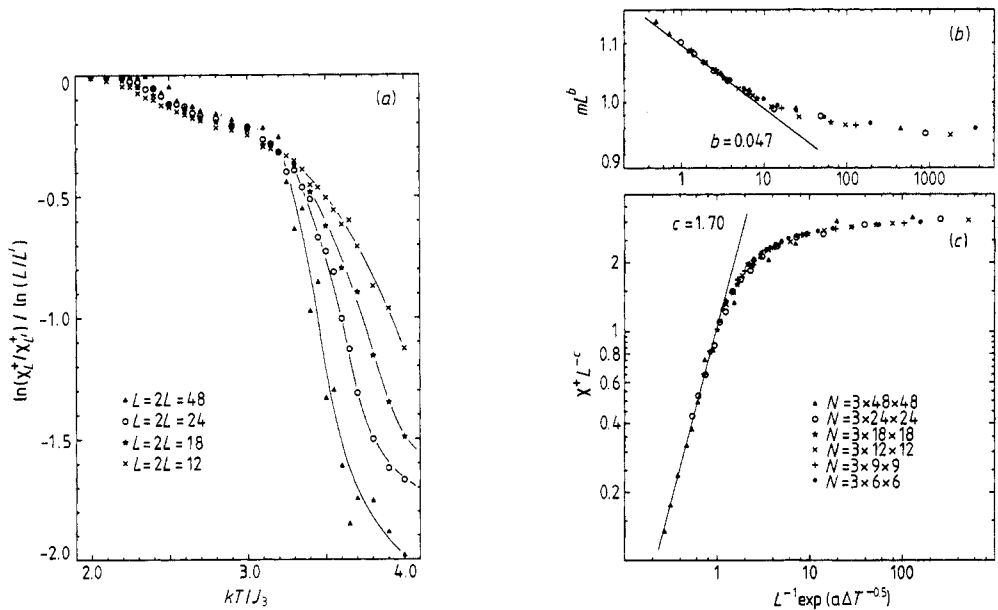 (a)
0
-0.5
-1.0
-1.5
-2.0
ln(χ_L^+/χ_L'^+)/ln(L/L')
▲ L=2L=48
○ L=2L=24
★ L=2L=18
× L=2L=12
2.0 3.0 4.0
kT/J₃
(b)
1.1
1.0
0.9
mL^b
b=0.047
1 10 100 1000
(c)
c=1.70
2
1
0.8
0.6
0.4
0.2
χ⁺L^-c
▲ N=3×48×48
○ N=3×24×24
★ N=3×18×18
× N=3×12×12
+ N=3×9×9
• N=3×6×6
1 10 100
L⁻¹exp(aΔT^-0.5)